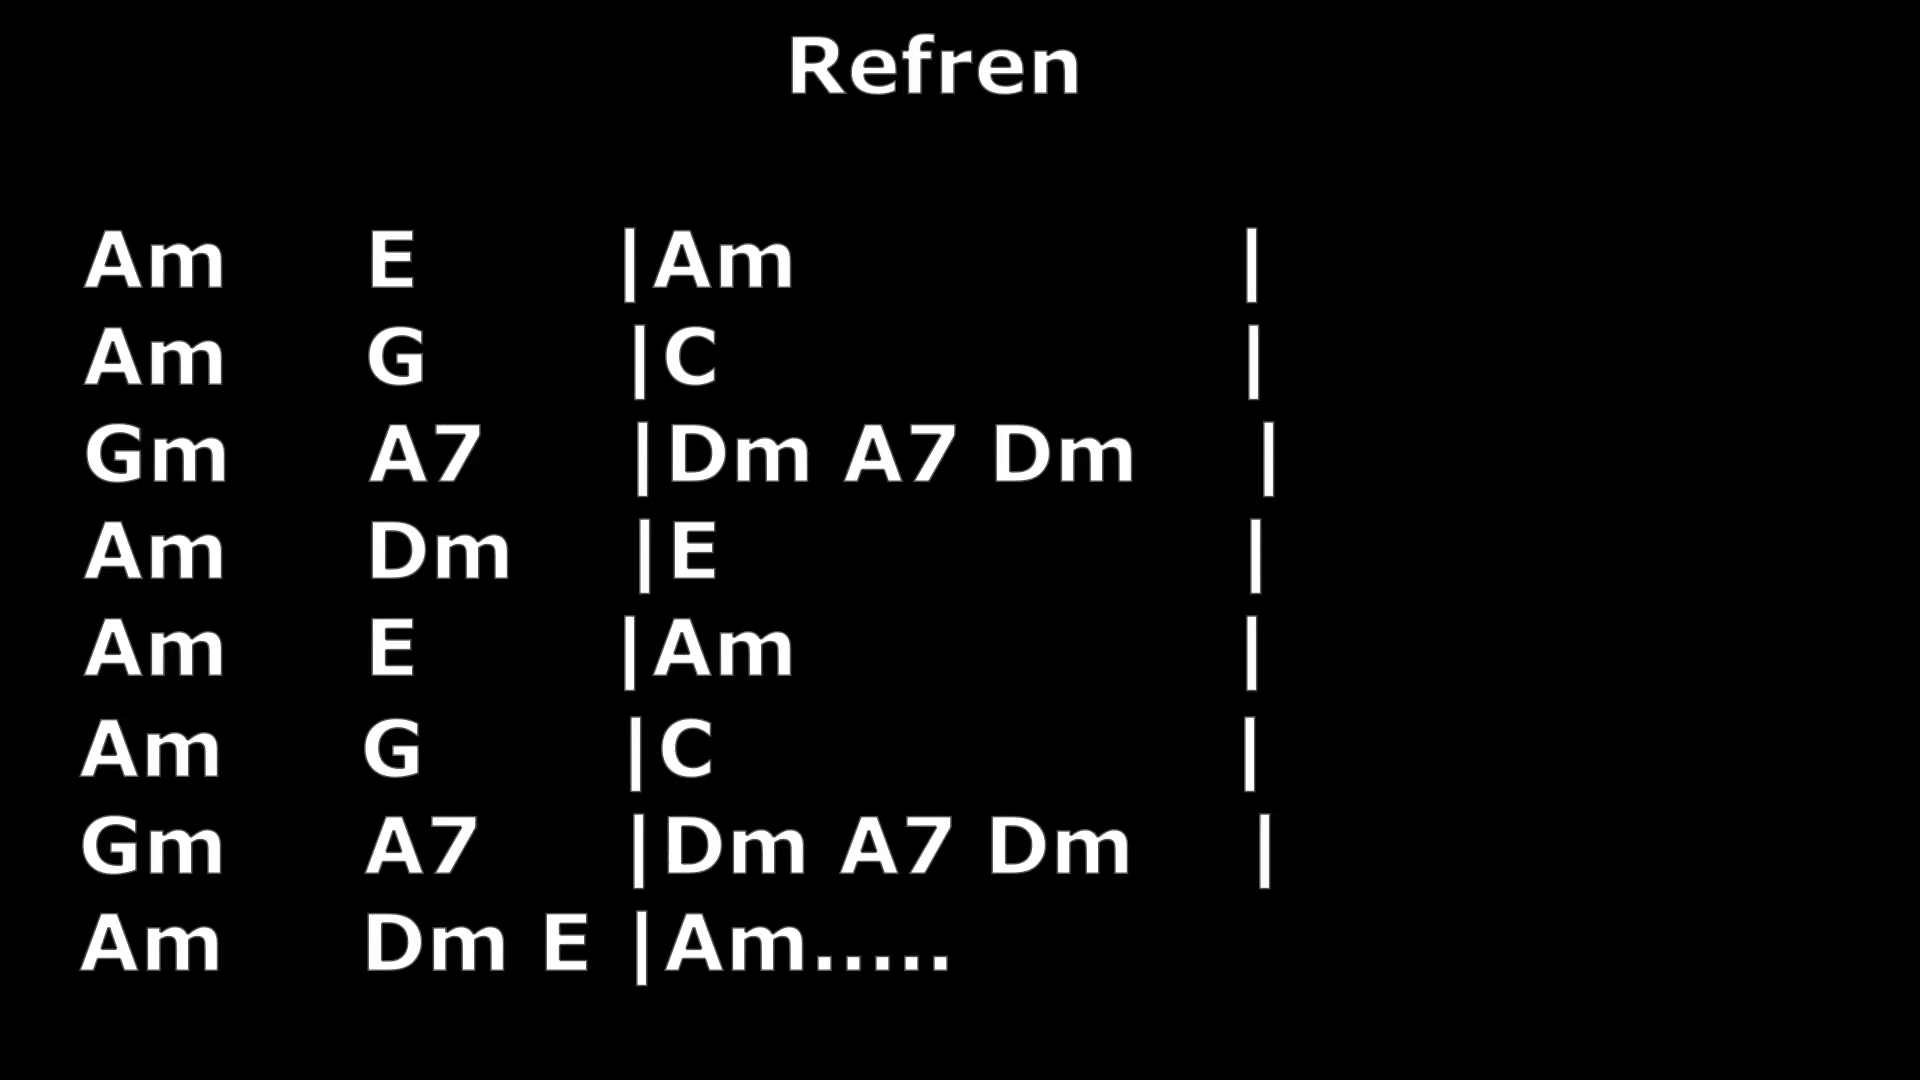 Refren
Am E |Am |
Am G |C |
Gm A7 |Dm A7 Dm |
Am Dm |E |
Am E |Am |
Am G |C |
Gm A7 |Dm A7 Dm |
Am Dm E |Am.....